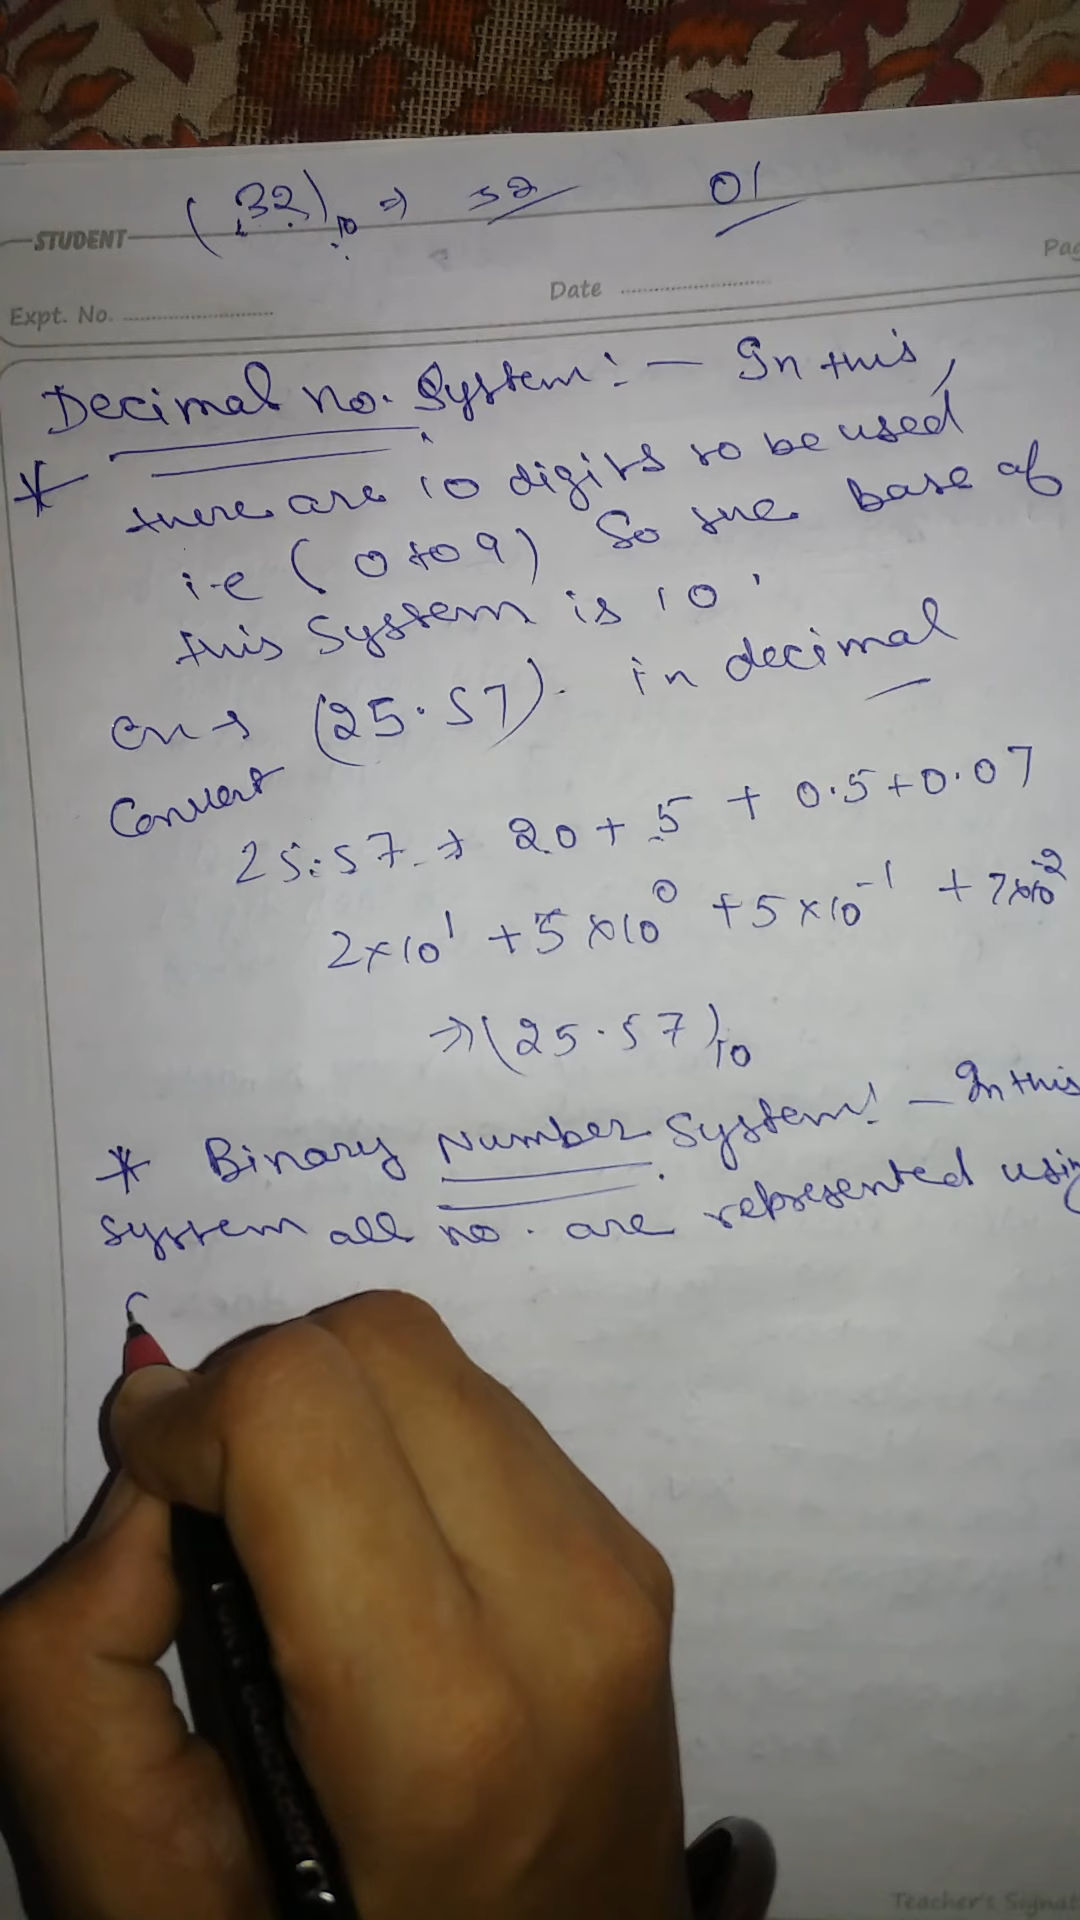 (32)10 ⇒ 32 01
STUDENT
Pag
Date
Expt. No.
Decimal no. System:- In this,
* there are 10 digits to be used
i.e (0 to 9) So the base of
this System is 10.
(25.57) in decimal
Convert
25.57 → 20 + 5 + 0.5 + 0.07
2×10¹ + 5×10⁰ + 5×10⁻¹ + 7×10⁻²
⇒ (25.57)10
* Binary Number System:- In this
system all no. are represented usin
Teacher's Signat